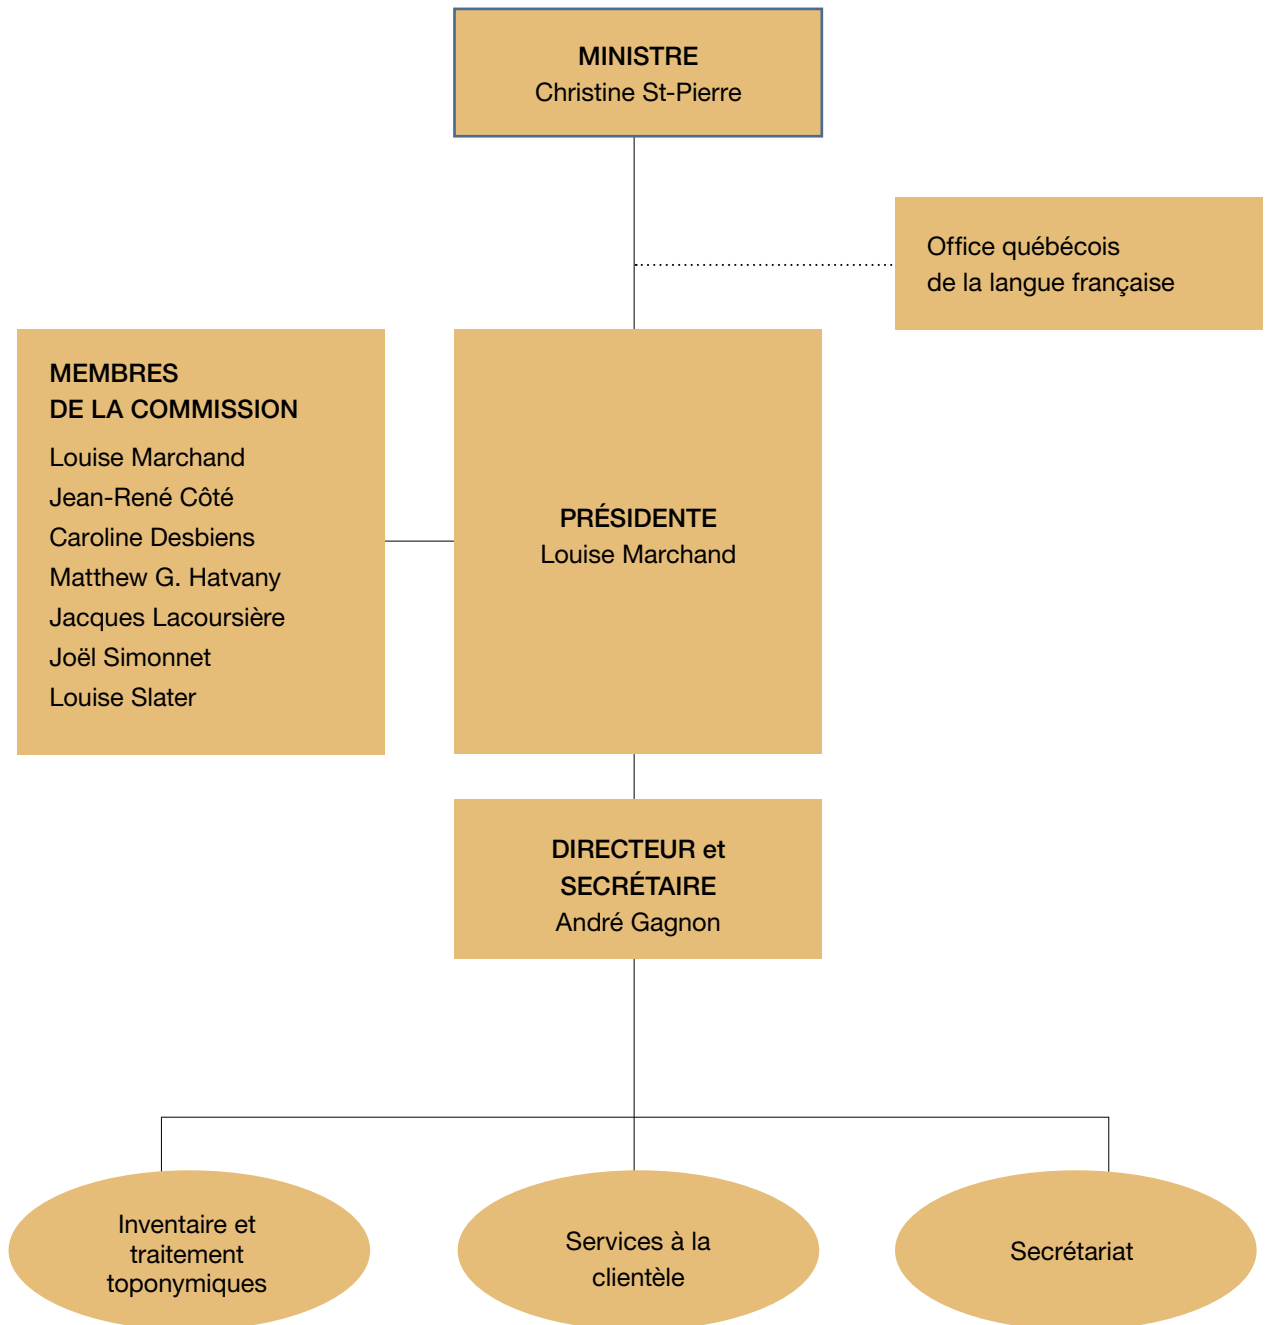 MINISTRE
Christine St-Pierre
Office québécois
de la langue française
MEMBRES
DE LA COMMISSION
Louise Marchand
Jean-René Côté
Caroline Desbiens
Matthew G. Hatvany
Jacques Lacoursière
Joël Simonnet
Louise Slater
PRÉSIDENTE
Louise Marchand
DIRECTEUR et
SECRÉTAIRE
André Gagnon
Inventaire et
traitement
toponymiques
Services à la
clientèle
Secrétariat